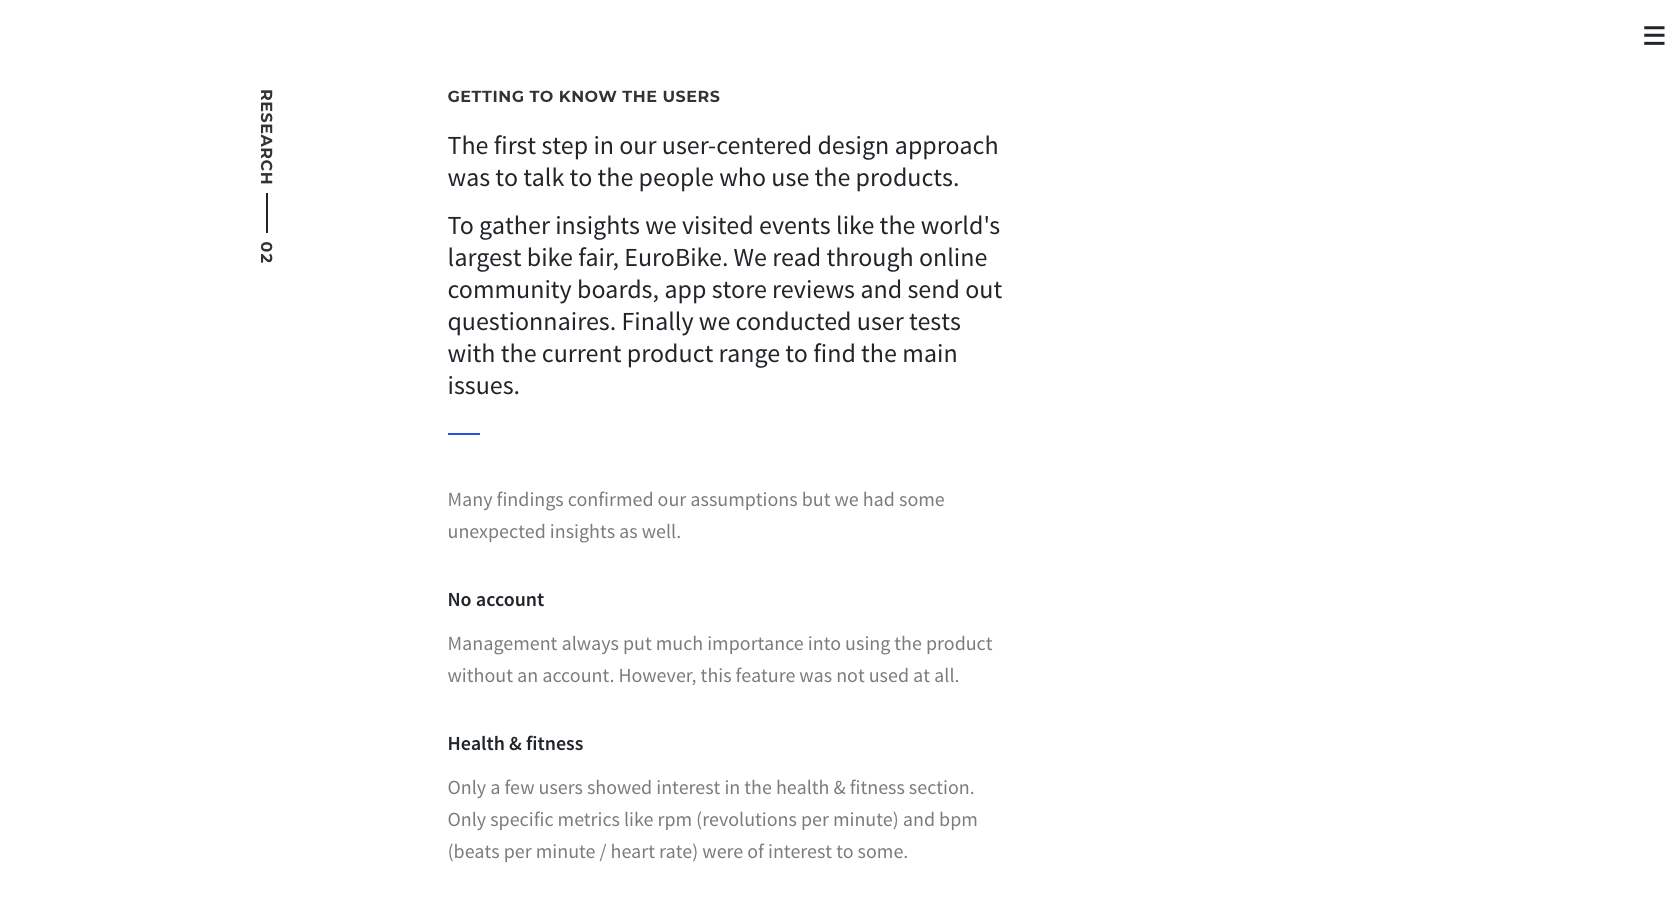 RESEARCH
02
GETTING TO KNOW THE USERS
The first step in our user-centered design approach
was to talk to the people who use the products.
To gather insights we visited events like the world's
largest bike fair, EuroBike. We read through online
community boards, app store reviews and send out
questionnaires. Finally we conducted user tests
with the current product range to find the main
issues.
Many findings confirmed our assumptions but we had some
unexpected insights as well.
No account
Management always put much importance into using the product
without an account. However, this feature was not used at all.
Health & fitness
Only a few users showed interest in the health & fitness section.
Only specific metrics like rpm (revolutions per minute) and bpm
(beats per minute / heart rate) were of interest to some.